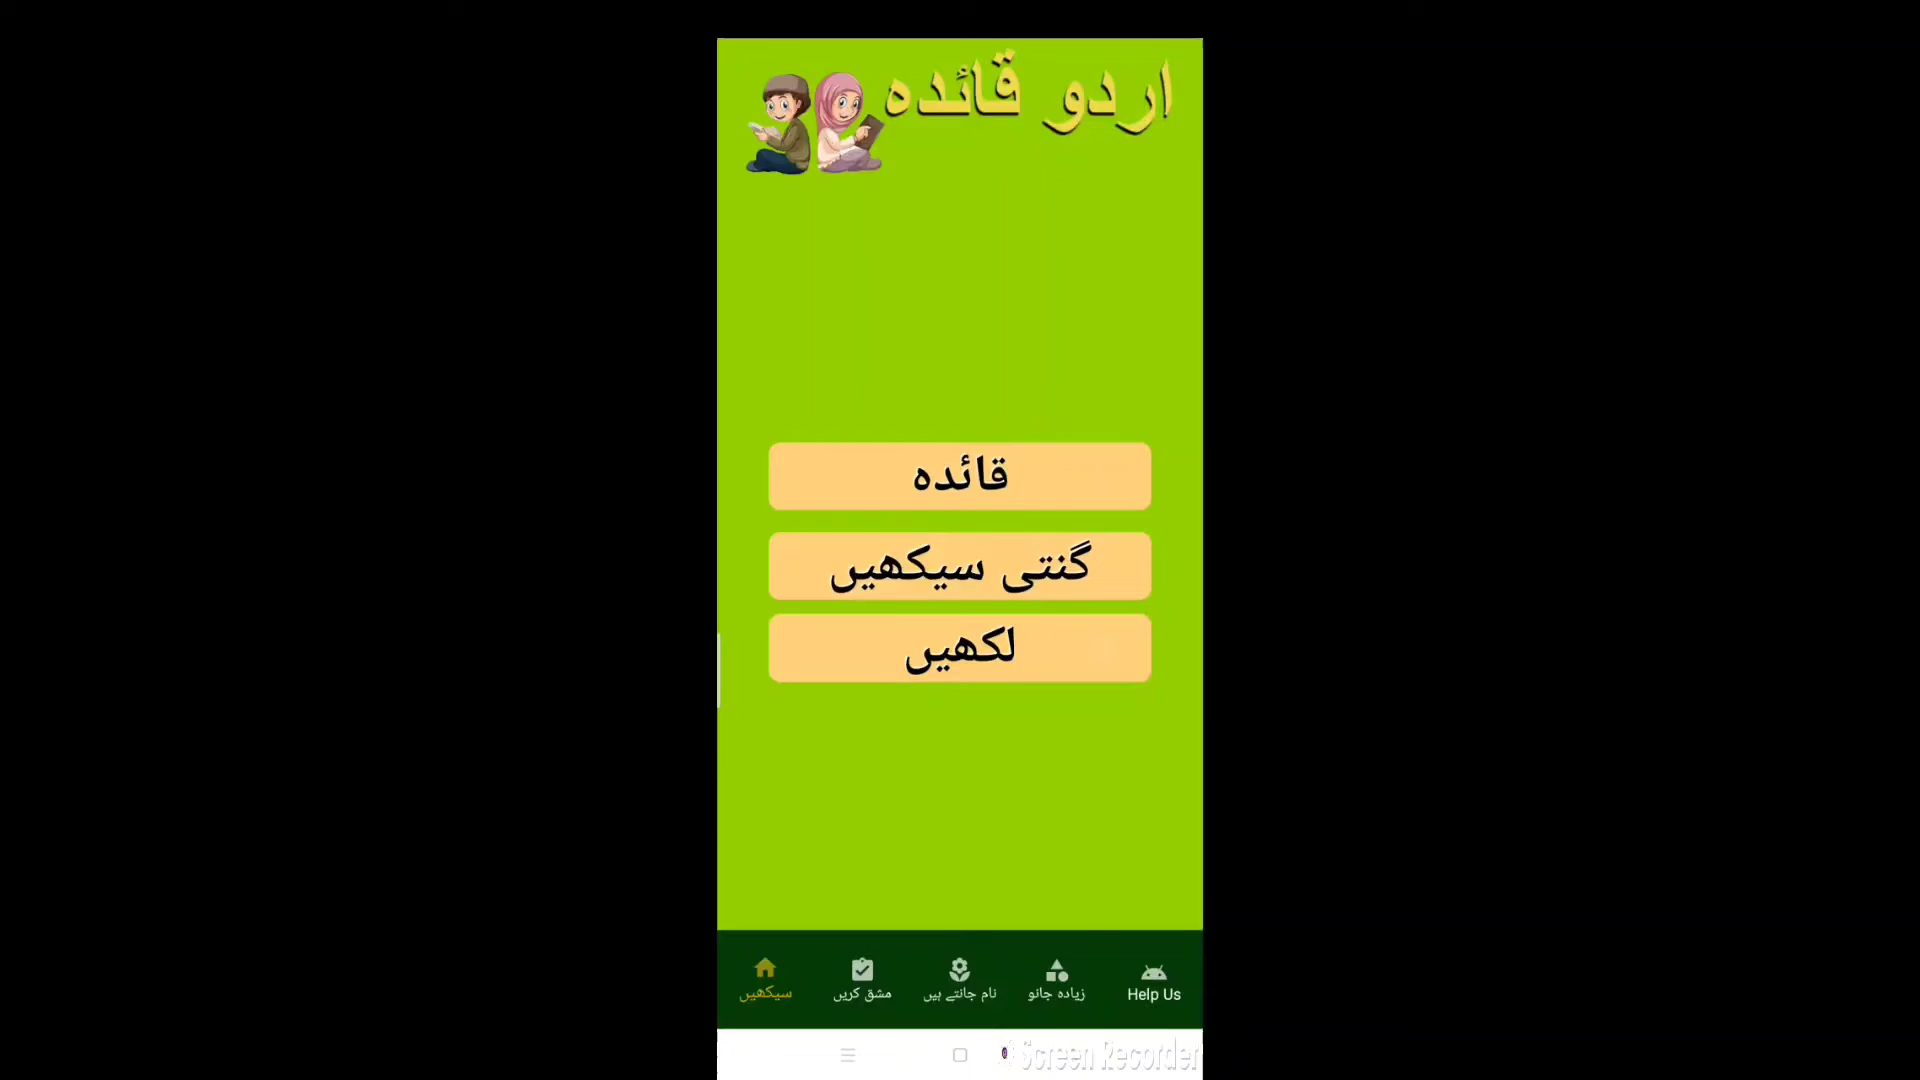 اردو قائدہ
قائدہ
گنتی سیکھیں
لکھیں
سیکھیں
مشق کریں
نام جانتے ہیں
زیادہ جانو
Help Us
Screen Recorder